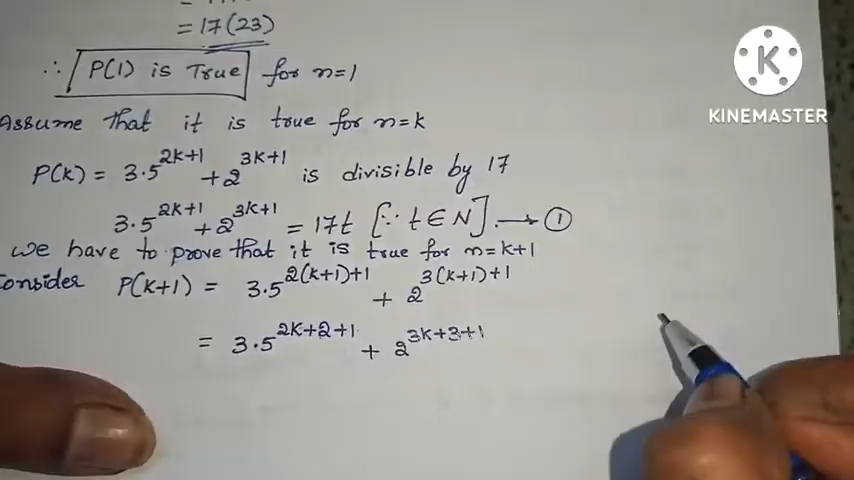 = 17(23)
∴ P(1) is True for n=1
Assume that it is true for n=k
P(k) = 3·5^{2k+1} + 2^{3k+1} is divisible by 17
3·5^{2k+1} + 2^{3k+1} = 17t [∵ t∈N]. → ①
we have to prove that it is true for n=k+1
Consider P(k+1) = 3·5^{2(k+1)+1} + 2^{3(k+1)+1}
= 3·5^{2k+2+1} + 2^{3k+3+1}
K
KINEMASTER